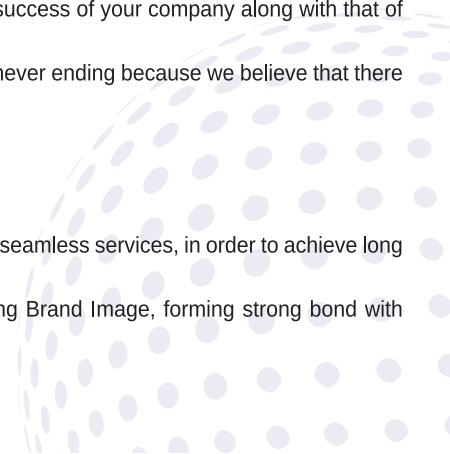 success of your company along with that of
never ending because we believe that there
seamless services, in order to achieve long
ng Brand Image, forming strong bond with